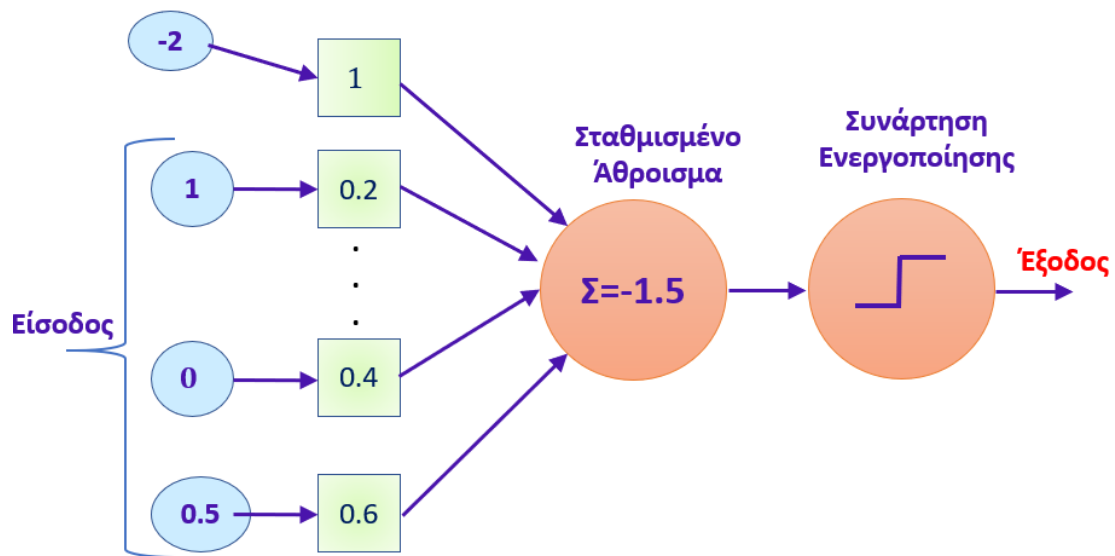 -2
1
Σταθμισμένο
Άθροισμα
Συνάρτηση
Ενεργοποίησης
1
0.2
.
.
.
Σ=-1.5
Έξοδος
Είσοδος
0
0.4
0.5
0.6